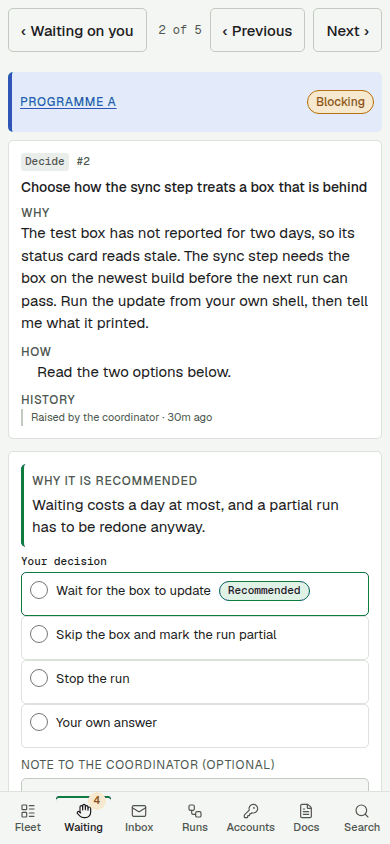 ‹ Waiting on you
2 of 5
‹ Previous
Next ›
PROGRAMME A
Blocking
Decide #2
Choose how the sync step treats a box that is behind
WHY
The test box has not reported for two days, so its
status card reads stale. The sync step needs the
box on the newest build before the next run can
pass. Run the update from your own shell, then tell
me what it printed.
HOW
Read the two options below.
HISTORY
Raised by the coordinator · 30m ago
WHY IT IS RECOMMENDED
Waiting costs a day at most, and a partial run
has to be redone anyway.
Your decision
Wait for the box to update Recommended
Skip the box and mark the run partial
Stop the run
Your own answer
NOTE TO THE COORDINATOR (OPTIONAL)
4
Fleet
Waiting
Inbox
Runs
Accounts
Docs
Search